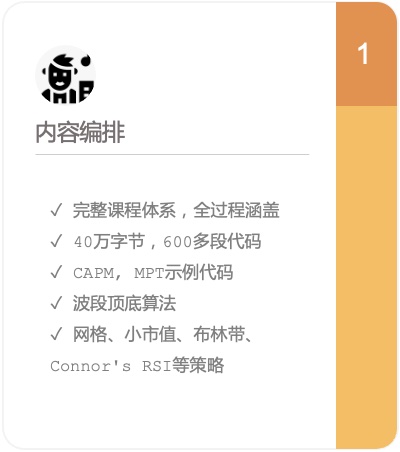 1
内容编排
✓ 完整课程体系，全过程涵盖
✓ 40万字节，600多段代码
✓ CAPM, MPT示例代码
✓ 波段顶底算法
✓ 网格、小市值、布林带、
Connor's RSI等策略